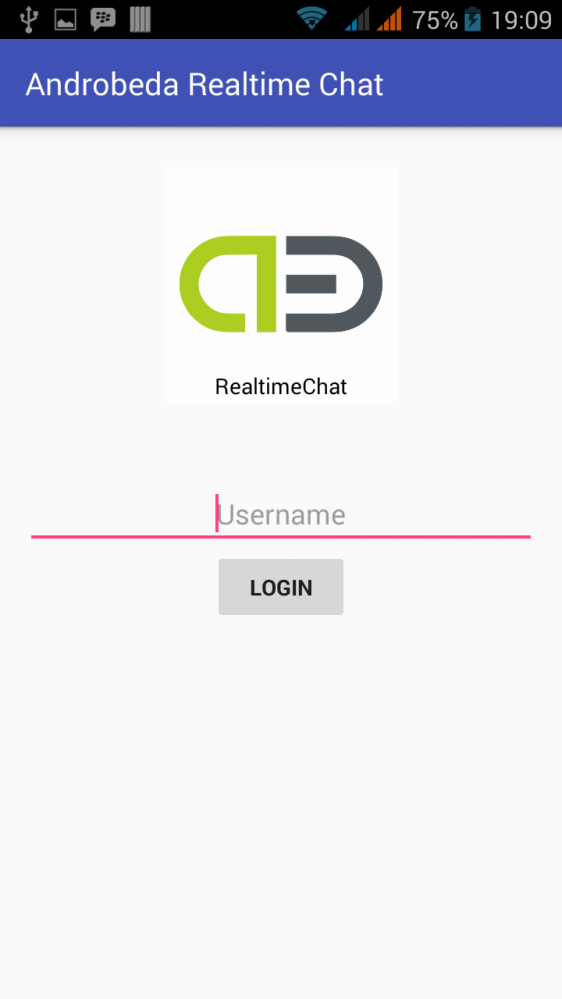 75% 19:09
Androbeda Realtime Chat
RealtimeChat
Username
LOGIN